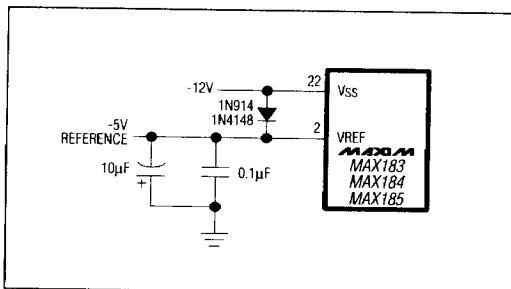 -12V
22
VSS
1N914
1N4148
-5V
REFERENCE
2
VREF
MAXIM
MAX183
MAX184
MAX185
10µF
+
0.1µF